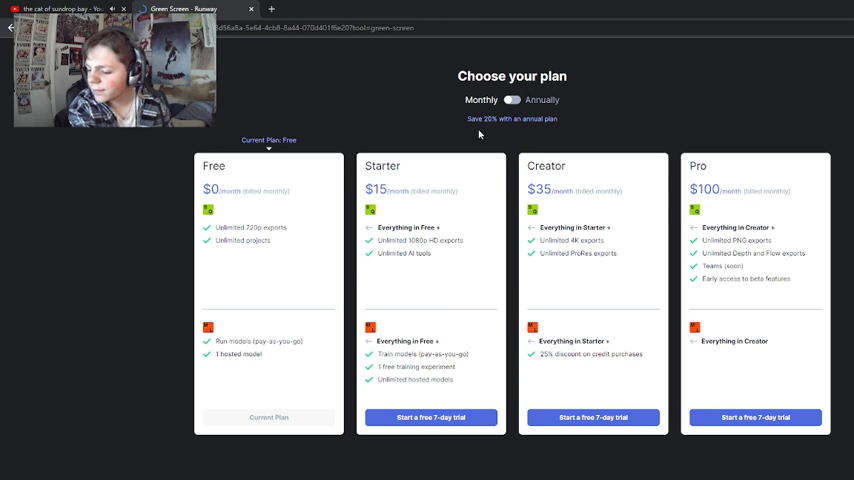 the cat of sundrop bay - Yo...
Green Screen - Runway
3d56a8a-5e64-4cb8-8a44-070d401f6e20?tool=green-screen
Choose your plan
Monthly Annually
Save 20% with an annual plan
Current Plan: Free
Free
$0/month (billed monthly)
Unlimited 720p exports
Unlimited projects
Run models (pay-as-you-go)
1 hosted model
Current Plan
Starter
$15/month (billed monthly)
Everything in Free +
Unlimited 1080p HD exports
Unlimited AI tools
Everything in Free +
Train models (pay-as-you-go)
1 free training experiment
Unlimited hosted models
Start a free 7-day trial
Creator
$35/month (billed monthly)
Everything in Starter +
Unlimited 4K exports
Unlimited ProRes exports
Everything in Starter +
25% discount on credit purchases
Start a free 7-day trial
Pro
$100/month (billed monthly)
Everything in Creator +
Unlimited PNG exports
Unlimited Depth and Flow exports
Teams (soon)
Early access to beta features
Everything in Creator
Start a free 7-day trial